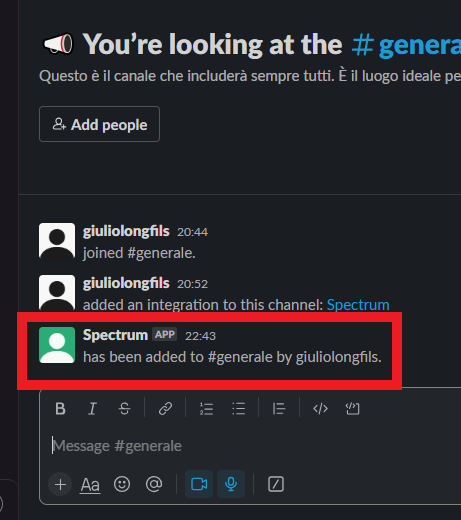 You’re looking at the # genera
Questo è il canale che includerà sempre tutti. È il luogo ideale pe
Add people
giuliolongfils 20:44
joined #generale.
giuliolongfils 20:52
added an integration to this channel: Spectrum
Spectrum APP 22:43
has been added to #generale by giuliolongfils.
B I S
Message #generale
Aa